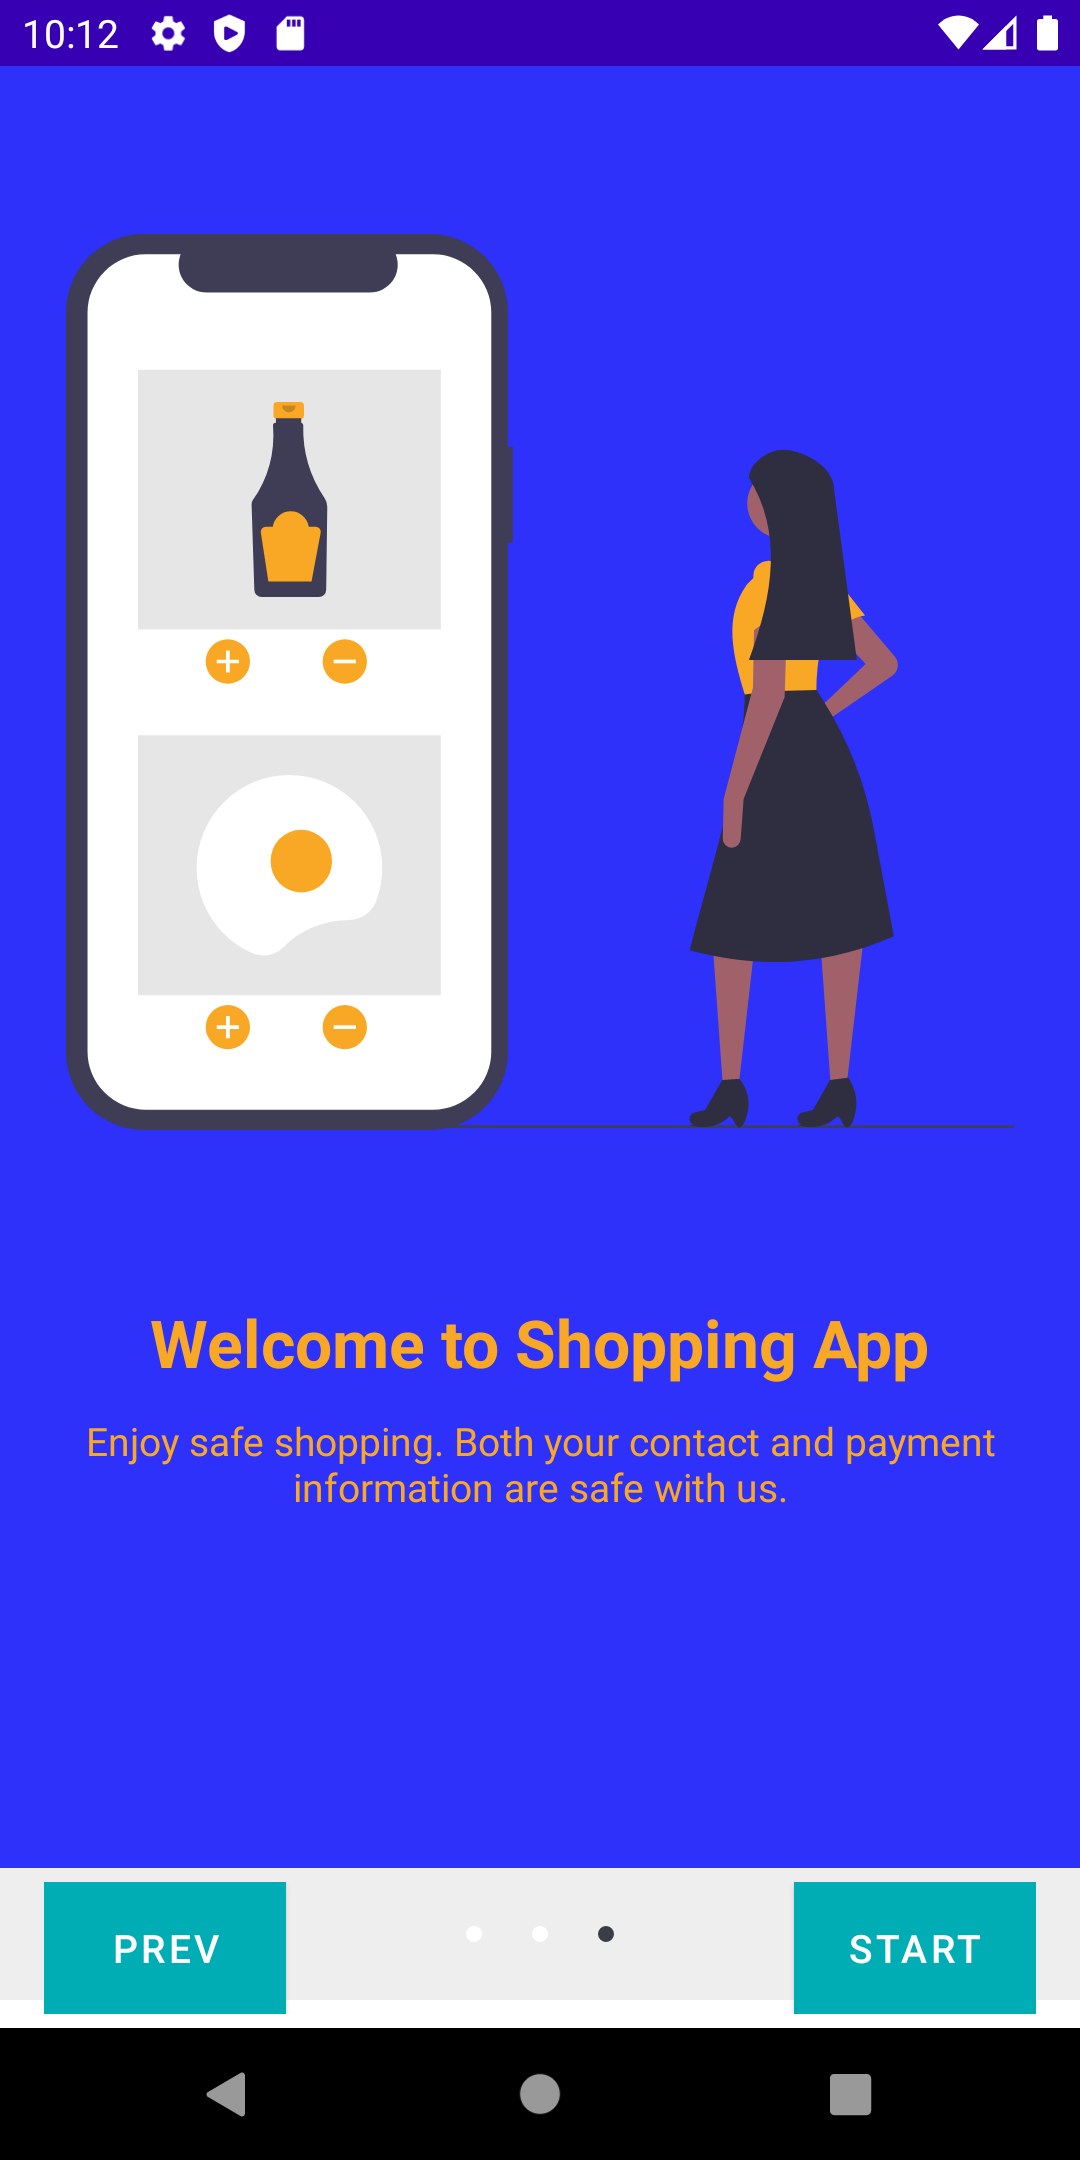 10:12
Welcome to Shopping App
Enjoy safe shopping. Both your contact and payment
information are safe with us.
PREV
START